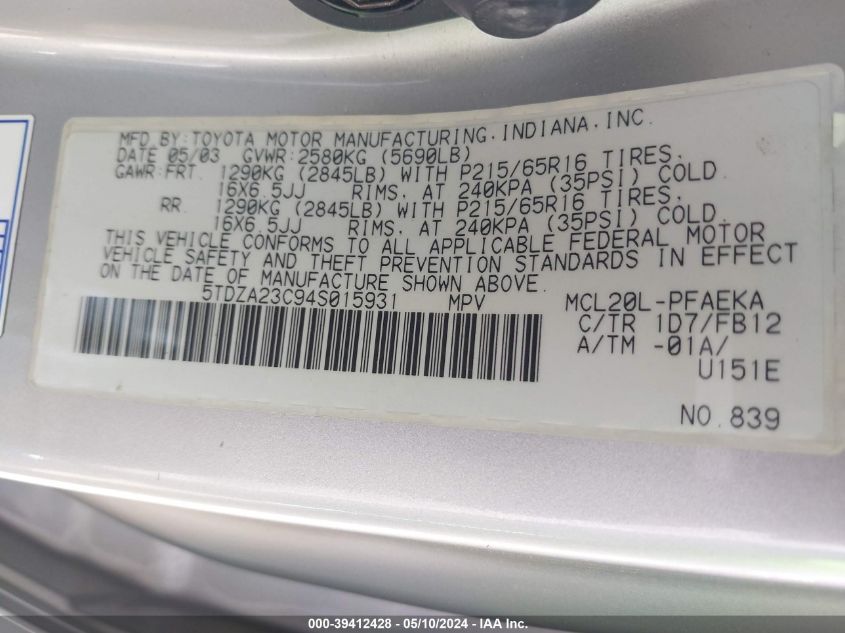 MFD.BY:TOYOTA MOTOR MANUFACTURING.INDIANA.INC.
DATE 05/03 GVWR:2580KG (5690LB)
GAWR:FRT. 1290KG (2845LB) WITH P215/65R16 TIRES,
16X6.5JJ RIMS, AT 240KPA (35PSI) COLD.
RR. 1290KG (2845LB) WITH P215/65R16 TIRES,
16X6.5JJ RIMS, AT 240KPA (35PSI) COLD.
THIS VEHICLE CONFORMS TO ALL APPLICABLE FEDERAL MOTOR
VEHICLE SAFETY AND THEFT PREVENTION STANDARDS IN EFFECT
ON THE DATE OF MANUFACTURE SHOWN ABOVE.
5TDZA23C94S015931 MPV MCL20L-PFAEKA
C/TR 1D7/FB12
A/TM -01A/
U151E
NO.839
000-39412428 - 05/10/2024 - IAA Inc.